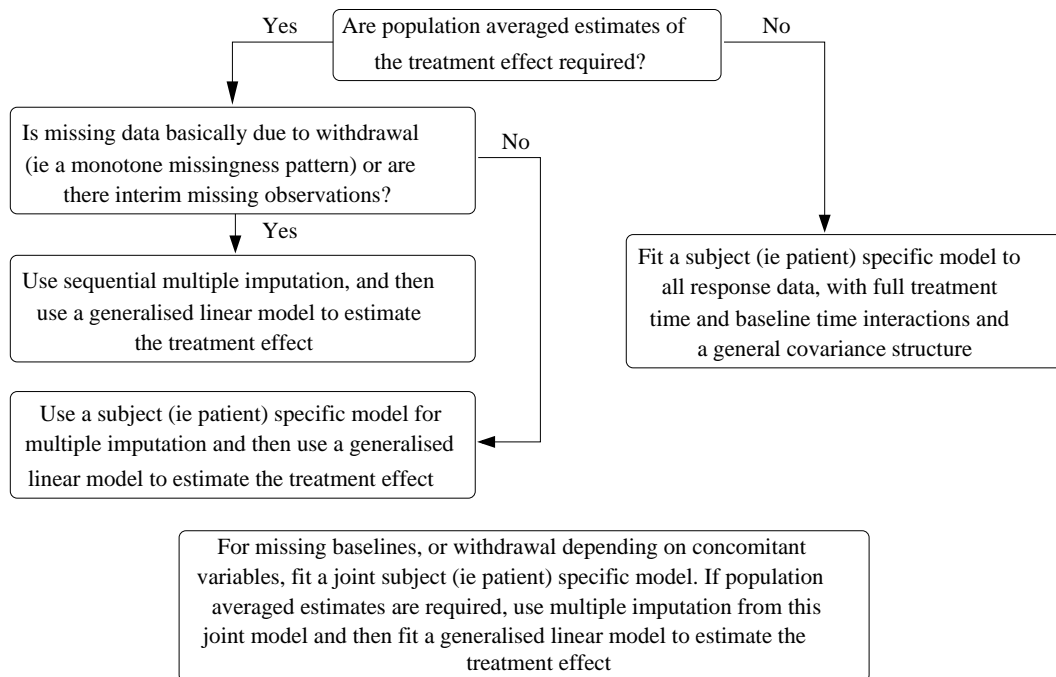 Yes
Are population averaged estimates of
the treatment effect required?
No
Is missing data basically due to withdrawal
(ie a monotone missingness pattern) or are
there interim missing observations?
No
Yes
Use sequential multiple imputation, and then
use a generalised linear model to estimate
the treatment effect
Fit a subject (ie patient) specific model to
all response data, with full treatment
time and baseline time interactions and
a general covariance structure
Use a subject (ie patient) specific model for
multiple imputation and then use a generalised
linear model to estimate the treatment effect
For missing baselines, or withdrawal depending on concomitant
variables, fit a joint subject (ie patient) specific model. If population
averaged estimates are required, use multiple imputation from this
joint model and then fit a generalised linear model to estimate the
treatment effect